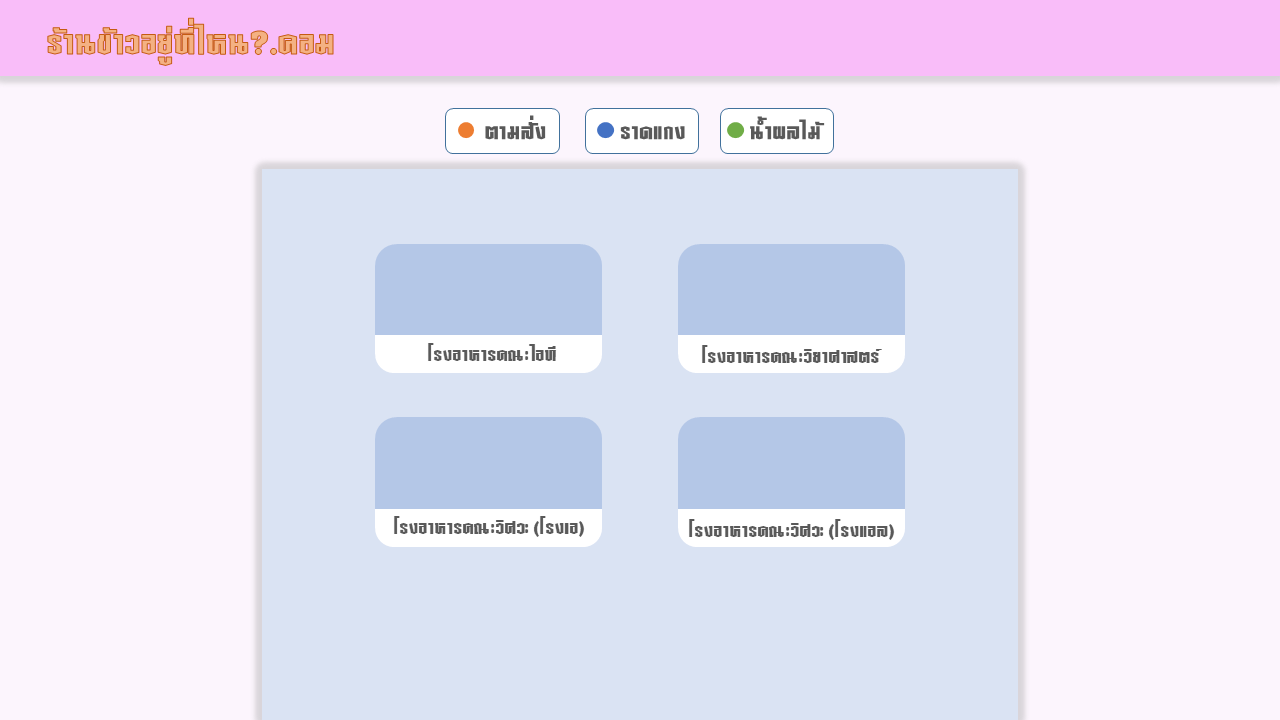 ร้านข้าวอยู่ที่ไหน?.คอม
ตามสั่ง
ราดแกง
น้ำผลไม้
โรงอาหารคณะไอที
โรงอาหารคณะวิยาศาสตร์
โรงอาหารคณะวิศวะ (โรงเอ)
โรงอาหารคณะวิศวะ (โรงแอล)